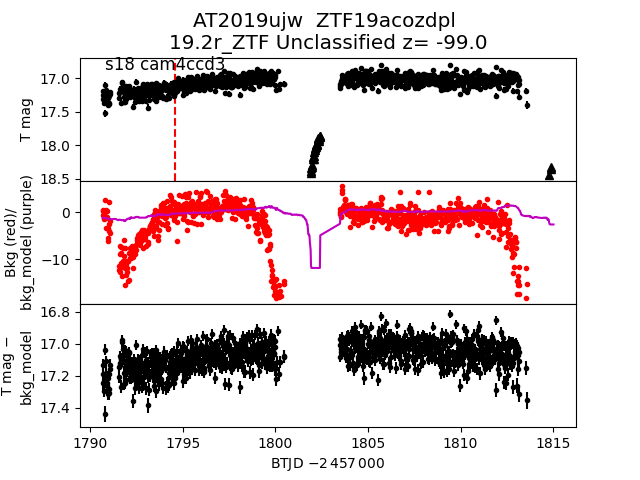 AT2019ujw  ZTF19acozdpl
19.2r_ZTF Unclassified z= -99.0
s18 cam4ccd3
17.0
17.5
18.0
18.5
T mag
0
−10
Bkg (red)/
bkg_model (purple)
16.8
17.0
17.2
17.4
T mag −
bkg_model
1790 1795 1800 1805 1810 1815
BTJD −2 457 000